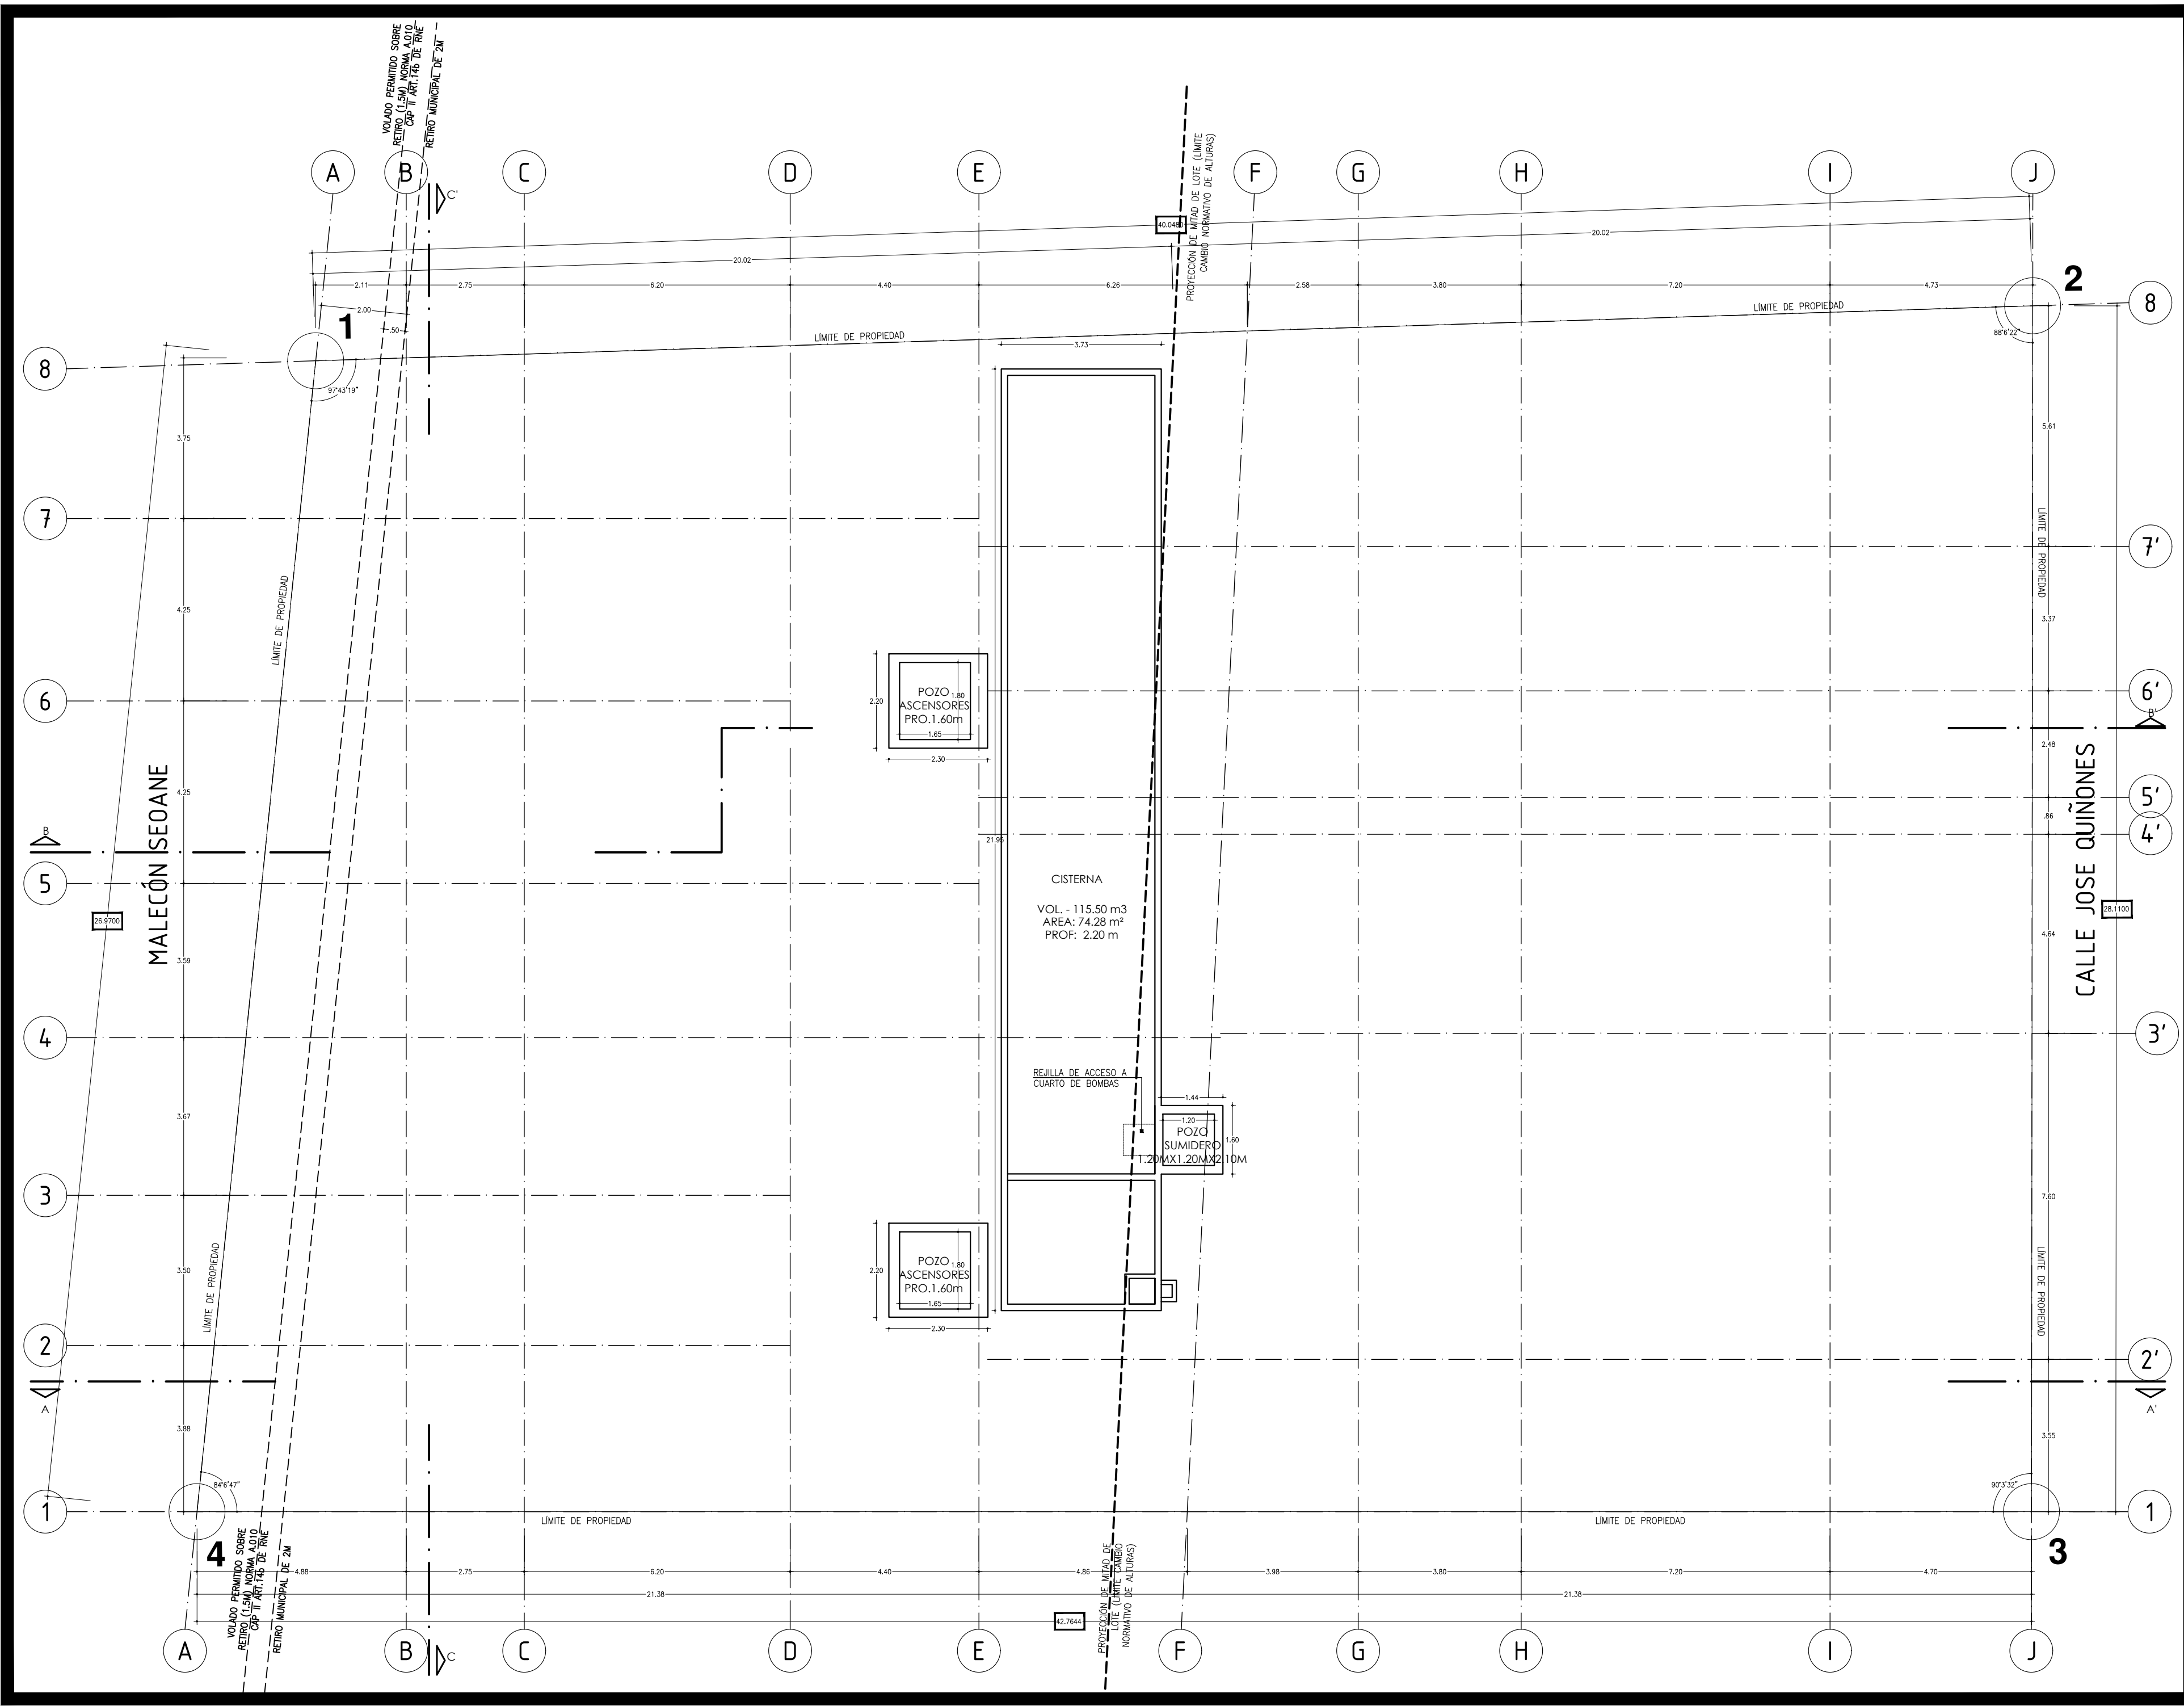 VOLADO PERMITIDO SOBRE
RETIRO (1.5M) NORMA A.010
CAP II ART.14b DE RNE
RETIRO MUNICIPAL DE 2M
A
B
C
D
E
F
G
H
I
J
C'
PROYECCIÓN DE MITAD DE LOTE (LÍMITE
CAMBIO NORMATIVO DE ALTURAS)
40.0480
20.02
20.02
2.11
2.75
6.20
4.40
6.26
2.58
3.80
7.20
4.73
2.00
.50
1
2
8
8
LÍMITE DE PROPIEDAD
LÍMITE DE PROPIEDAD
97°43'19"
88°6'22"
3.73
3.75
5.61
7
7'
LÍMITE DE PROPIEDAD
LÍMITE DE PROPIEDAD
4.25
3.37
6
6'
POZO
ASCENSORES
PRO.1.60m
1.80
1.65
2.20
2.30
B'
2.48
4.25
5'
.86
4'
B
5
21.95
MALECÓN SEOANE
CALLE JOSE QUIÑONES
26.9700
28.1100
CISTERNA
VOL. - 115.50 m3
AREA: 74.28 m²
PROF: 2.20 m
3.59
4.64
4
3'
REJILLA DE ACCESO A
CUARTO DE BOMBAS
3.67
1.44
1.20
1.60
POZO
SUMIDERO
1.20MX1.20MX2.10M
3
7.60
POZO
ASCENSORES
PRO.1.60m
1.80
1.65
2.20
2.30
3.50
LÍMITE DE PROPIEDAD
LÍMITE DE PROPIEDAD
2
2'
A
A'
3.88
3.55
84°6'47"
90°3'32"
1
1
LÍMITE DE PROPIEDAD
LÍMITE DE PROPIEDAD
4
3
VOLADO PERMITIDO SOBRE
RETIRO (1.5M) NORMA A.010
CAP II ART.14b DE RNE
RETIRO MUNICIPAL DE 2M
4.88
2.75
6.20
4.40
4.86
3.98
3.80
7.20
4.70
21.38
21.38
42.7644
PROYECCIÓN DE MITAD DE
LOTE (LÍMITE CAMBIO
NORMATIVO DE ALTURAS)
A
B
C
C
D
E
F
G
H
I
J